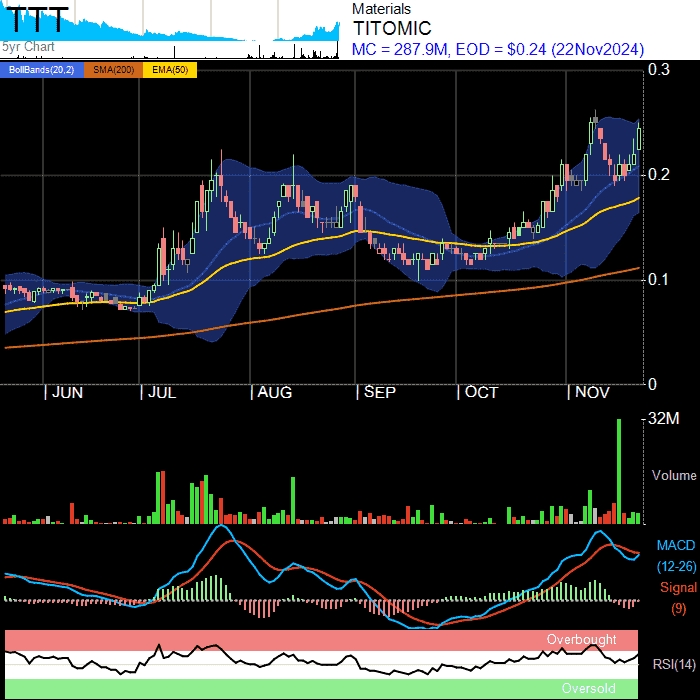 TTT
5yr Chart
Materials
TITOMIC
MC = 287.9M, EOD = $0.24 (22Nov2024)
BollBands(20,2) SMA(200) EMA(50)
0.3
0.2
0.1
0
JUN JUL AUG SEP OCT NOV
32M
Volume
MACD
(12-26)
Signal
(9)
Overbought
RSI(14)
Oversold